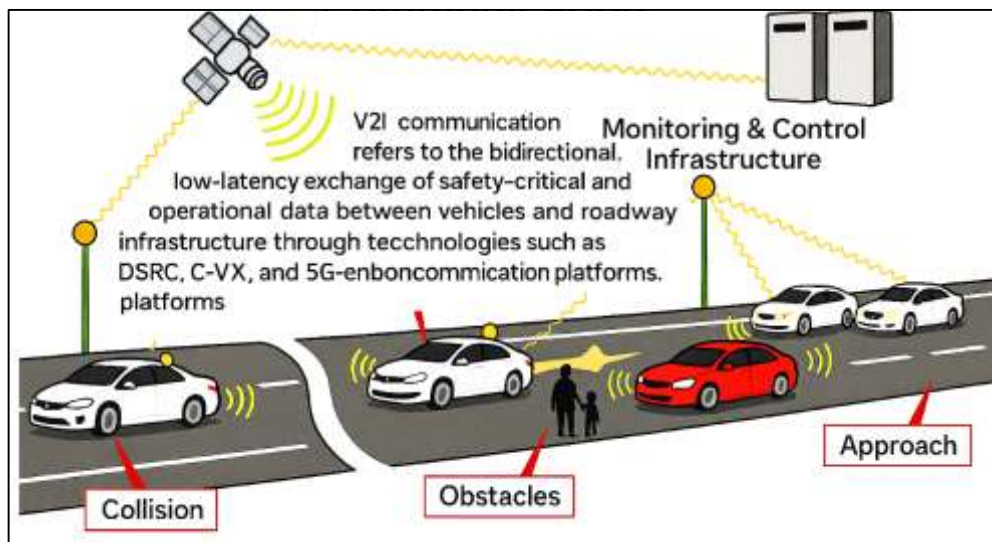 V2I communication
refers to the bidirectional.
low-latency exchange of safety-critical and
operational data between vehicles and roadway
infrastructure through tecchnologies such as
DSRC, C-VX, and 5G-enboncommication platforms.
platforms
Monitoring & Control
Infrastructure
Collision
Obstacles
Approach